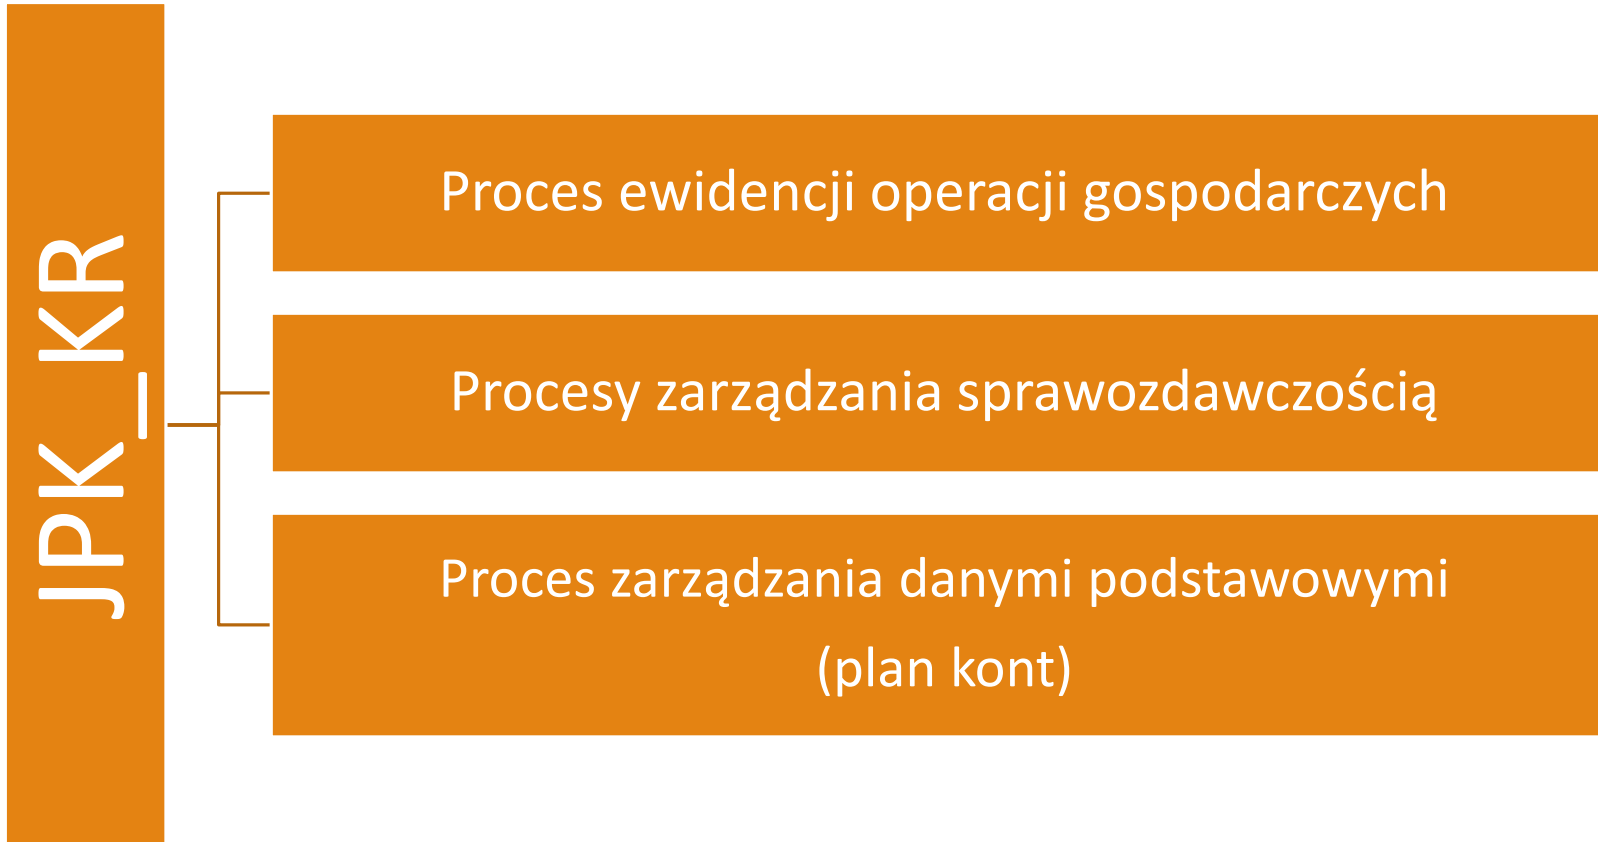 JPK_KR
Proces ewidencji operacji gospodarczych
Procesy zarządzania sprawozdawczością
Proces zarządzania danymi podstawowymi
(plan kont)